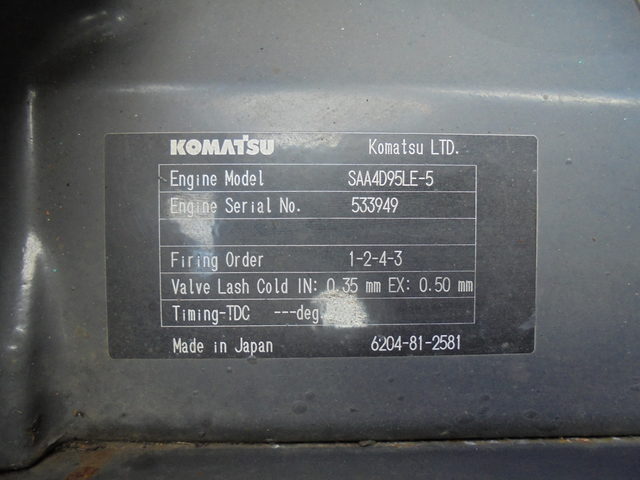 KOMATSU Komatsu LTD.
Engine Model SAA4D95LE-5
Engine Serial No. 533949
Firing Order 1-2-4-3
Valve Lash Cold IN: 0.35 mm EX: 0.50 mm
Timing-TDC ---deg.
Made in Japan 6204-81-2581